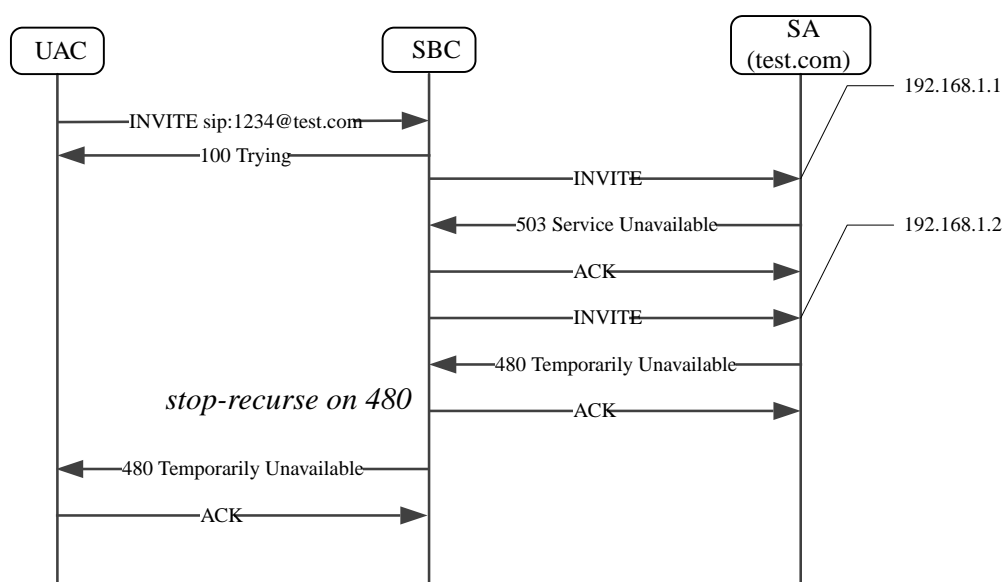 UAC
SBC
SA
(test.com)
192.168.1.1
INVITE sip:1234@test.com
100 Trying
INVITE
503 Service Unavailable
192.168.1.2
ACK
INVITE
480 Temporarily Unavailable
stop-recurse on 480
ACK
480 Temporarily Unavailable
ACK